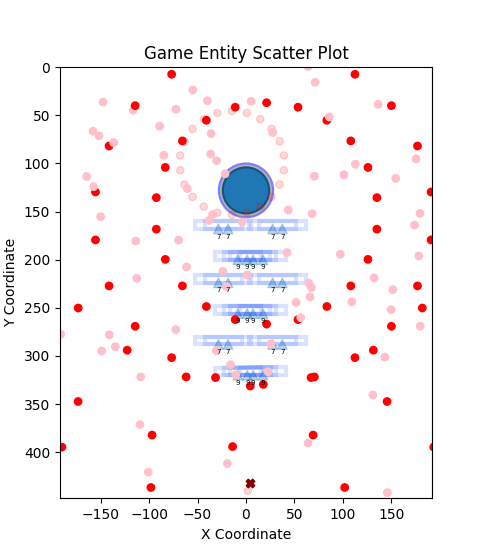 Game Entity Scatter Plot
0
50
100
150
200
250
300
350
400
Y Coordinate
7 7 7 7
9 9 9 9
7 7 7 7
9 9 9 9
7 7 7 7
9 9 9 9
−150 −100 −50 0 50 100 150
X Coordinate